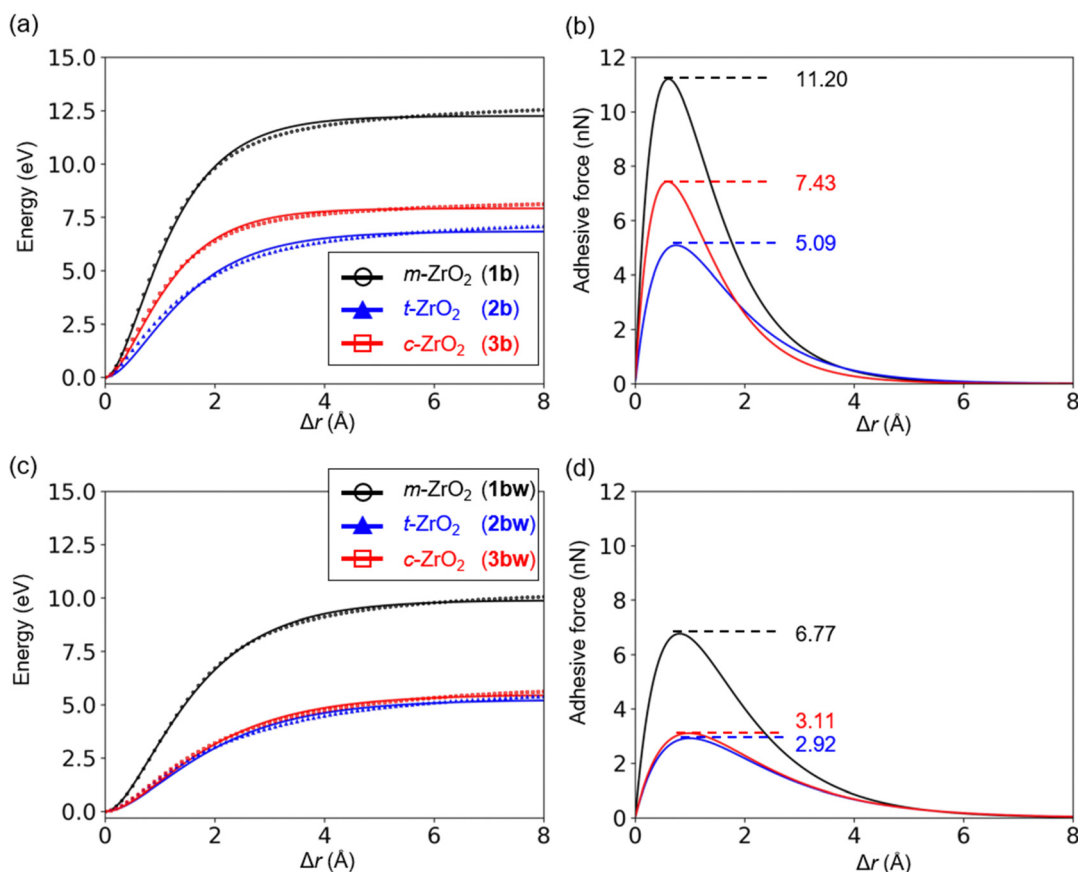 (a)
15.0
12.5
10.0
7.5
5.0
2.5
0.0
Energy (eV)
0 2 4 6 8
Δr (Å)
m-ZrO2 (1b)
t-ZrO2 (2b)
c-ZrO2 (3b)
(b)
12
10
8
6
4
2
0
Adhesive force (nN)
11.20
7.43
5.09
0 2 4 6 8
Δr (Å)
(c)
15.0
12.5
10.0
7.5
5.0
2.5
0.0
Energy (eV)
m-ZrO2 (1bw)
t-ZrO2 (2bw)
c-ZrO2 (3bw)
0 2 4 6 8
Δr (Å)
(d)
12
10
8
6
4
2
0
Adhesive force (nN)
6.77
3.11
2.92
0 2 4 6 8
Δr (Å)